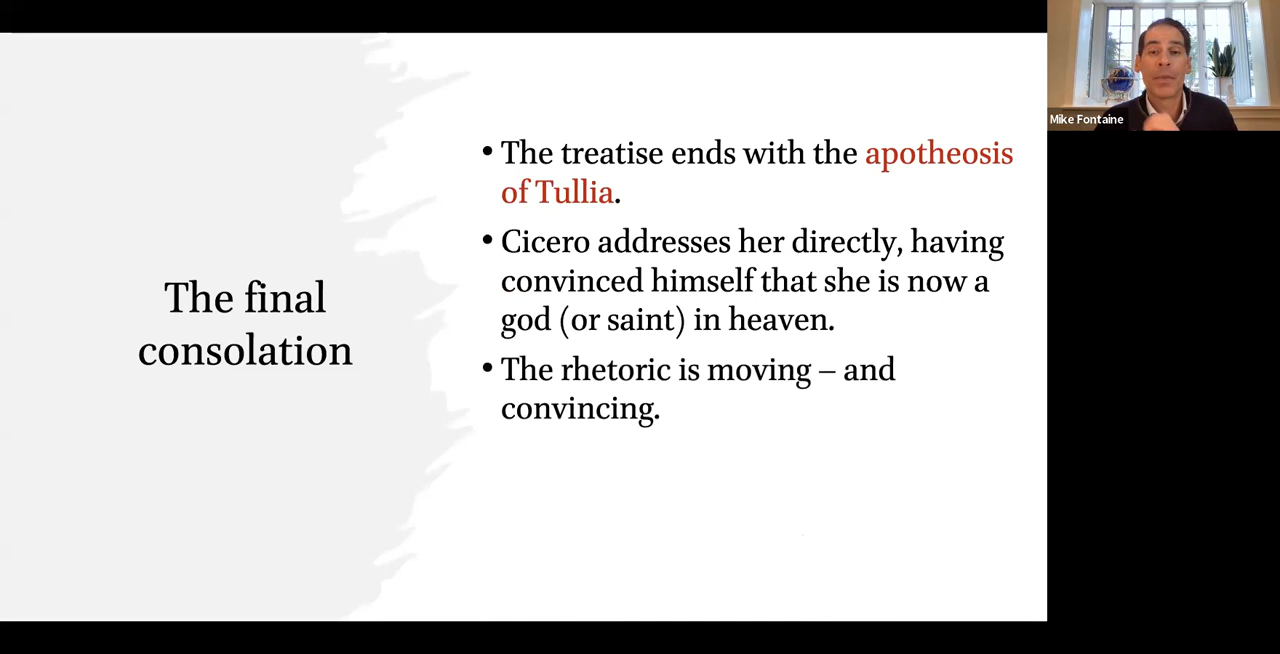 The final
consolation
• The treatise ends with the apotheosis
of Tullia.
• Cicero addresses her directly, having
convinced himself that she is now a
god (or saint) in heaven.
• The rhetoric is moving – and
convincing.
Mike Fontaine